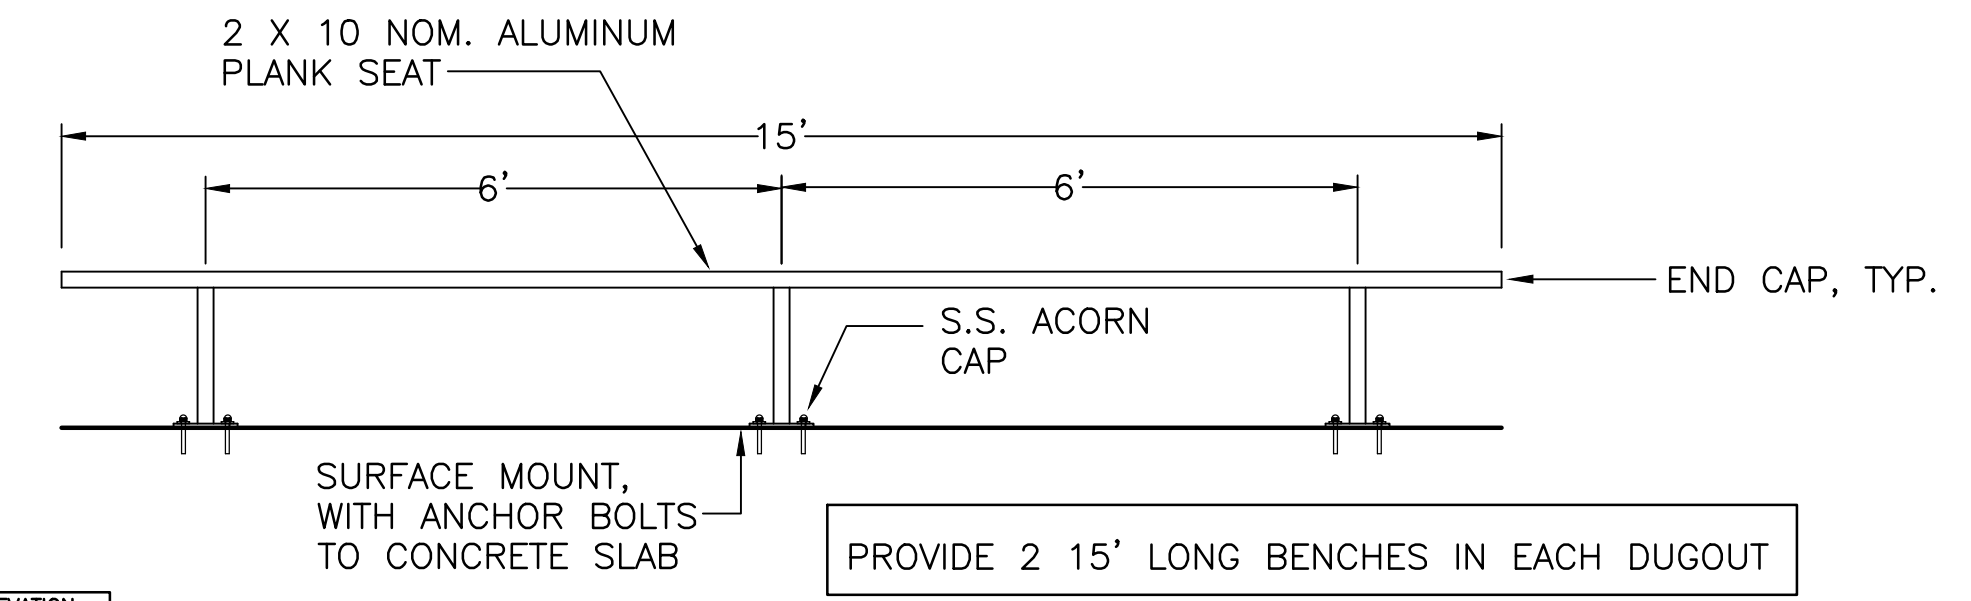 2 X 10 NOM. ALUMINUM
PLANK SEAT
15'
6'
6'
END CAP, TYP.
S.S. ACORN
CAP
SURFACE MOUNT,
WITH ANCHOR BOLTS
TO CONCRETE SLAB
PROVIDE 2 15' LONG BENCHES IN EACH DUGOUT